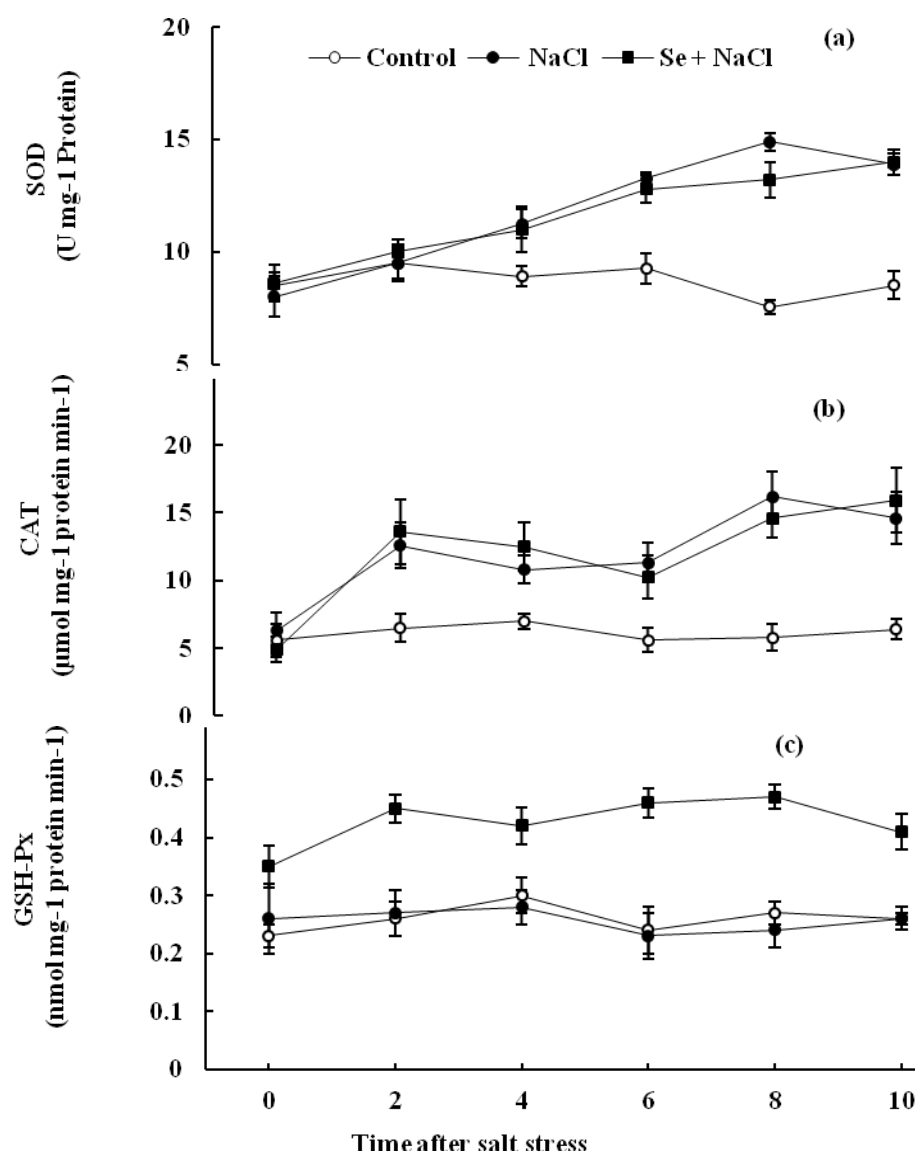 20
(a)
Control NaCl Se + NaCl
15
SOD
(U mg-1 Protein)
10
5
(b)
20
15
CAT
(µmol mg-1 protein min-1)
10
5
0
(c)
0.5
0.4
0.3
GSH-Px
(nmol mg-1 protein min-1)
0.2
0.1
0
0 2 4 6 8 10
Time after salt stress